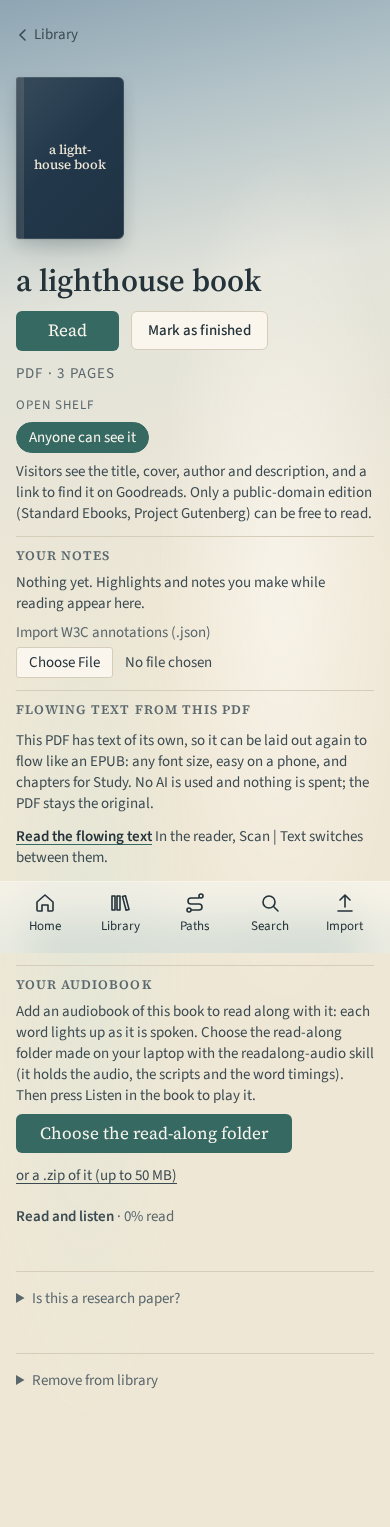 Library
a light-
house book
a lighthouse book
Read
Mark as finished
PDF · 3 PAGES
OPEN SHELF
Anyone can see it
Visitors see the title, cover, author and description, and a
link to find it on Goodreads. Only a public-domain edition
(Standard Ebooks, Project Gutenberg) can be free to read.
YOUR NOTES
Nothing yet. Highlights and notes you make while
reading appear here.
Import W3C annotations (.json)
Choose File No file chosen
FLOWING TEXT FROM THIS PDF
This PDF has text of its own, so it can be laid out again to
flow like an EPUB: any font size, easy on a phone, and
chapters for Study. No AI is used and nothing is spent; the
PDF stays the original.
Read the flowing text In the reader, Scan | Text switches
between them.
Home Library Paths Search Import
YOUR AUDIOBOOK
Add an audiobook of this book to read along with it: each
word lights up as it is spoken. Choose the read-along
folder made on your laptop with the readalong-audio skill
(it holds the audio, the scripts and the word timings).
Then press Listen in the book to play it.
Choose the read-along folder
or a .zip of it (up to 50 MB)
Read and listen · 0% read
Is this a research paper?
Remove from library